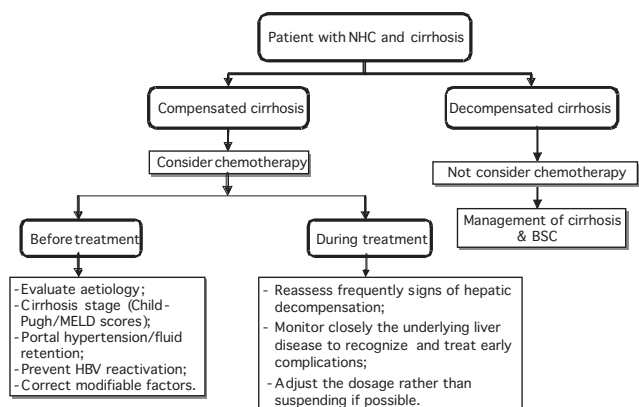 Patient with NHC and cirrhosis
Compensated cirrhosis
Decompensated cirrhosis
Consider chemotherapy
Not consider chemotherapy
Management of cirrhosis
& BSC
Before treatment
During treatment
-Evaluate aetiology;
-Cirrhosis stage (Child-
Pugh/MELD scores);
-Portal hypertension/fluid
retention;
-Prevent HBV reactivation;
-Correct modifiable factors.
- Reassess frequently signs of hepatic
decompensation;
- Monitor closely the underlying liver
disease to recognize and treat early
complications;
-Adjust the dosage rather than
suspending if possible.